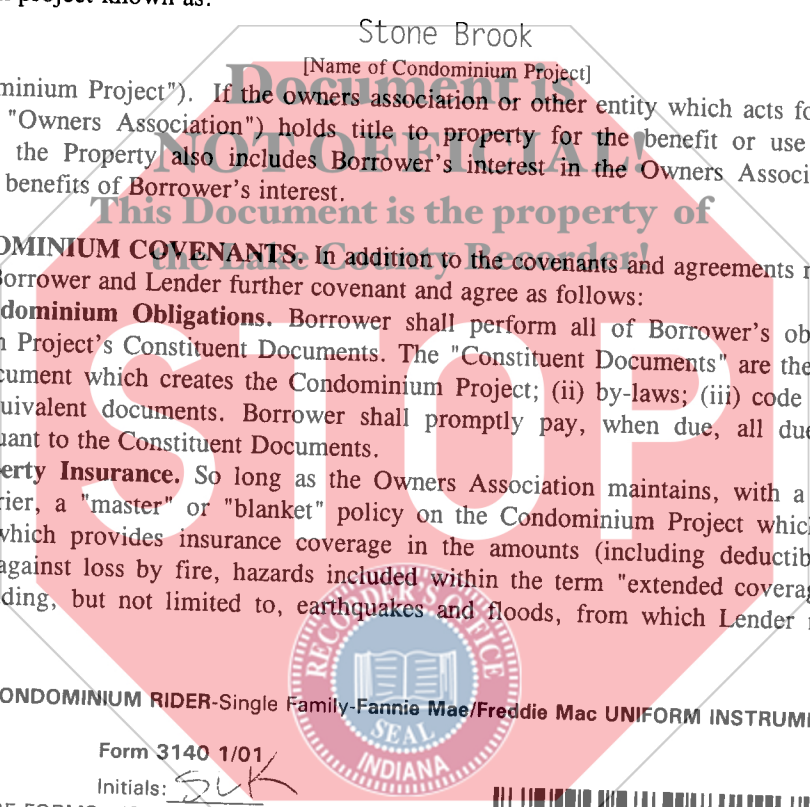 project known as:
Stone Brook
[Name of Condominium Project]
minium Project"). If the owners association or other entity which acts fo
"Owners Association") holds title to property for the benefit or use
the Property also includes Borrower's interest in the Owners Associ
benefits of Borrower's interest.
Document is
NOT OFFICIAL!
This Document is the property of
the Lake County Recorder!
OMINIUM COVENANTS. In addition to the covenants and agreements
Borrower and Lender further covenant and agree as follows:
dominium Obligations. Borrower shall perform all of Borrower's ob
Project's Constituent Documents. The "Constituent Documents" are the
cument which creates the Condominium Project; (ii) by-laws; (iii) code
uivalent documents. Borrower shall promptly pay, when due, all due
uant to the Constituent Documents.
erty Insurance. So long as the Owners Association maintains, with a
rier, a "master" or "blanket" policy on the Condominium Project whic
which provides insurance coverage in the amounts (including deductib
against loss by fire, hazards included within the term "extended covera
ding, but not limited to, earthquakes and floods, from which Lender
STOP
RECORDER'S OFFICE
SEAL
INDIANA
ONDOMINIUM RIDER-Single Family-Fannie Mae/Freddie Mac UNIFORM INSTRUM
Form 3140 1/01
Initials: SLK